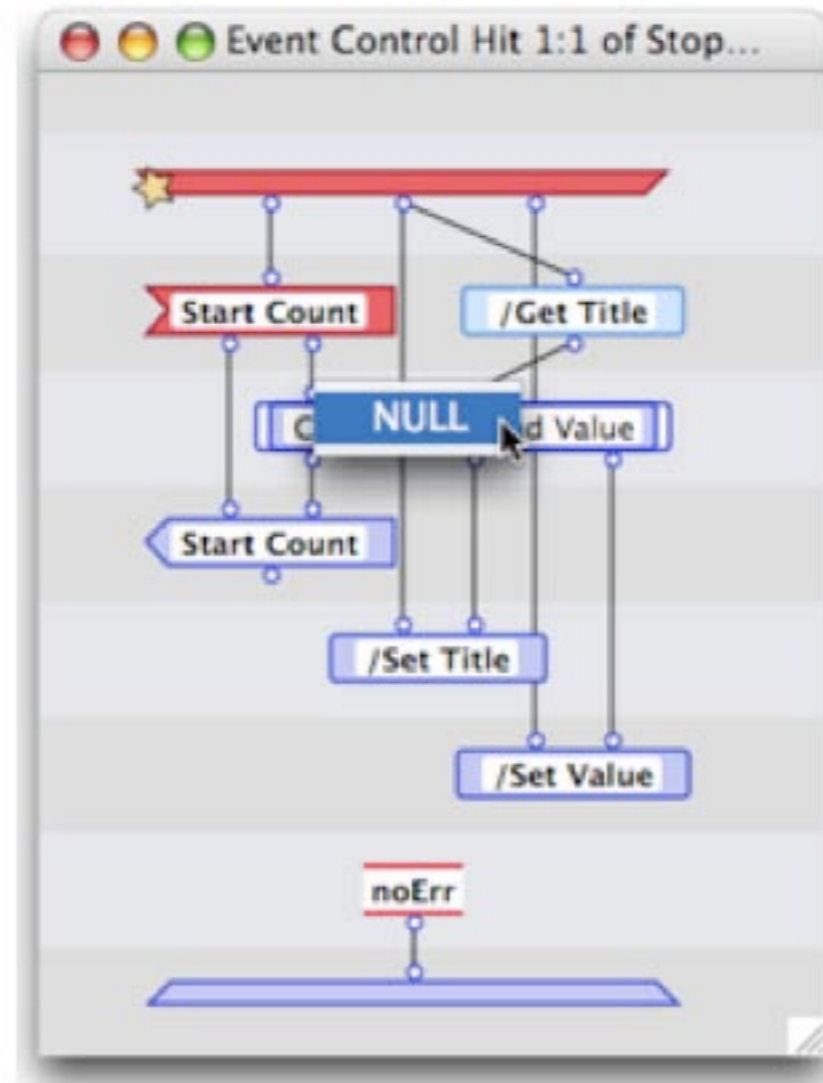 Event Control Hit 1:1 of Stop...
Start Count
/Get Title
NULL
Value
Start Count
/Set Title
/Set Value
noErr